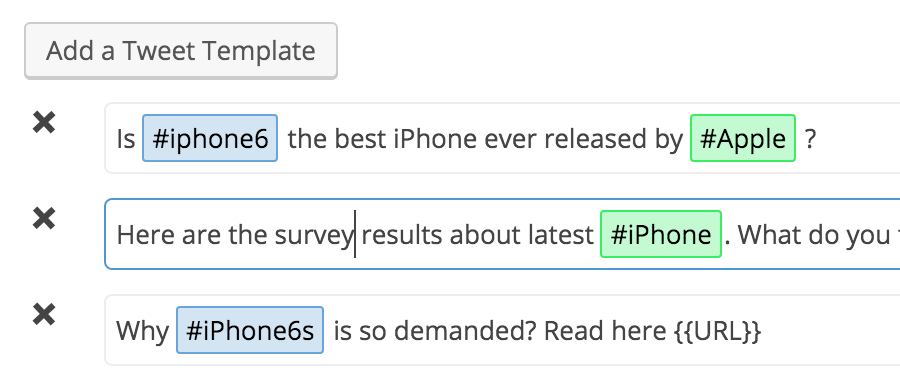 Add a Tweet Template
Is #iphone6 the best iPhone ever released by #Apple ?
Here are the survey results about latest #iPhone . What do you
Why #iPhone6s is so demanded? Read here {{URL}}